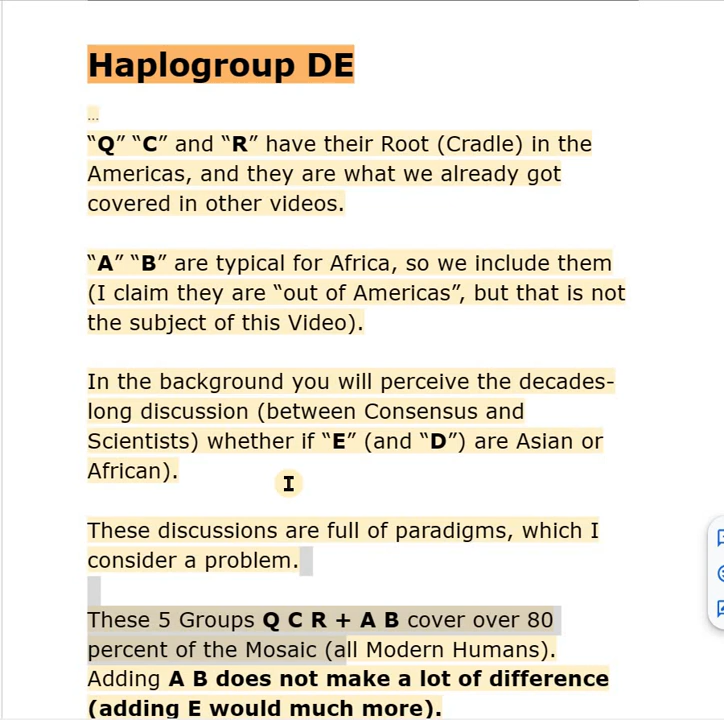 Haplogroup DE
...
“Q” “C” and “R” have their Root (Cradle) in the
Americas, and they are what we already got
covered in other videos.
“A” “B” are typical for Africa, so we include them
(I claim they are “out of Americas”, but that is not
the subject of this Video).
In the background you will perceive the decades-
long discussion (between Consensus and
Scientists) whether if “E” (and “D”) are Asian or
African).
These discussions are full of paradigms, which I
consider a problem.
These 5 Groups Q C R + A B cover over 80
percent of the Mosaic (all Modern Humans).
Adding A B does not make a lot of difference
(adding E would much more).